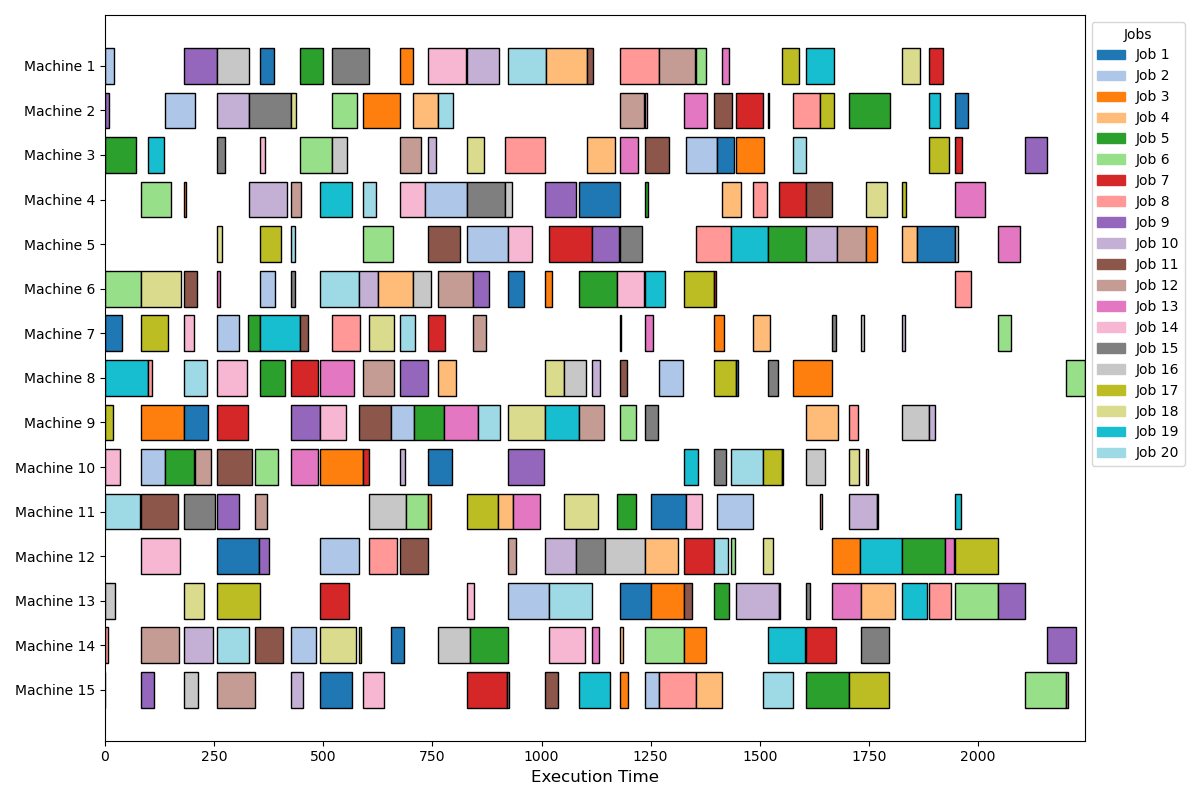 Machine 1
Machine 2
Machine 3
Machine 4
Machine 5
Machine 6
Machine 7
Machine 8
Machine 9
Machine 10
Machine 11
Machine 12
Machine 13
Machine 14
Machine 15
0 250 500 750 1000 1250 1500 1750 2000
Execution Time
Jobs
Job 1
Job 2
Job 3
Job 4
Job 5
Job 6
Job 7
Job 8
Job 9
Job 10
Job 11
Job 12
Job 13
Job 14
Job 15
Job 16
Job 17
Job 18
Job 19
Job 20